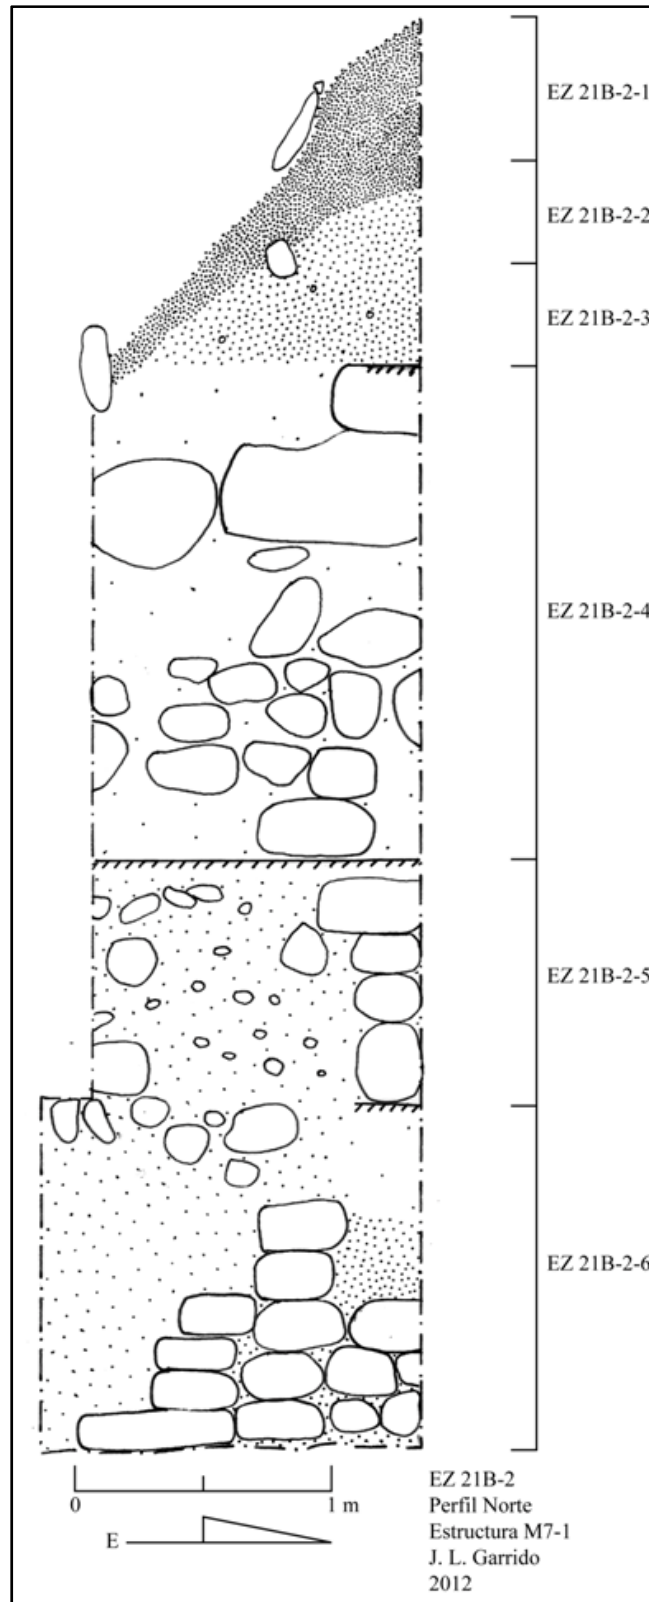 EZ 21B-2-1
EZ 21B-2-2
EZ 21B-2-3
EZ 21B-2-4
EZ 21B-2-5
EZ 21B-2-6
0 1 m
E
EZ 21B-2
Perfil Norte
Estructura M7-1
J. L. Garrido
2012